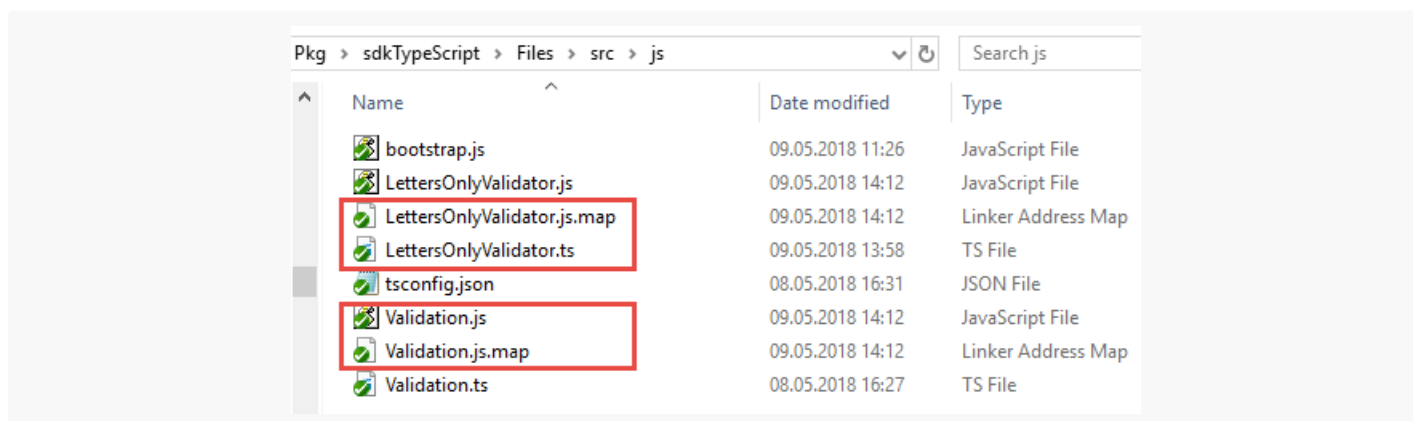 Pkg > sdkTypeScript > Files > src > js Search js
Name Date modified Type
bootstrap.js 09.05.2018 11:26 JavaScript File
LettersOnlyValidator.js 09.05.2018 14:12 JavaScript File
LettersOnlyValidator.js.map 09.05.2018 14:12 Linker Address Map
LettersOnlyValidator.ts 09.05.2018 13:58 TS File
tsconfig.json 08.05.2018 16:31 JSON File
Validation.js 09.05.2018 14:12 JavaScript File
Validation.js.map 09.05.2018 14:12 Linker Address Map
Validation.ts 08.05.2018 16:27 TS File